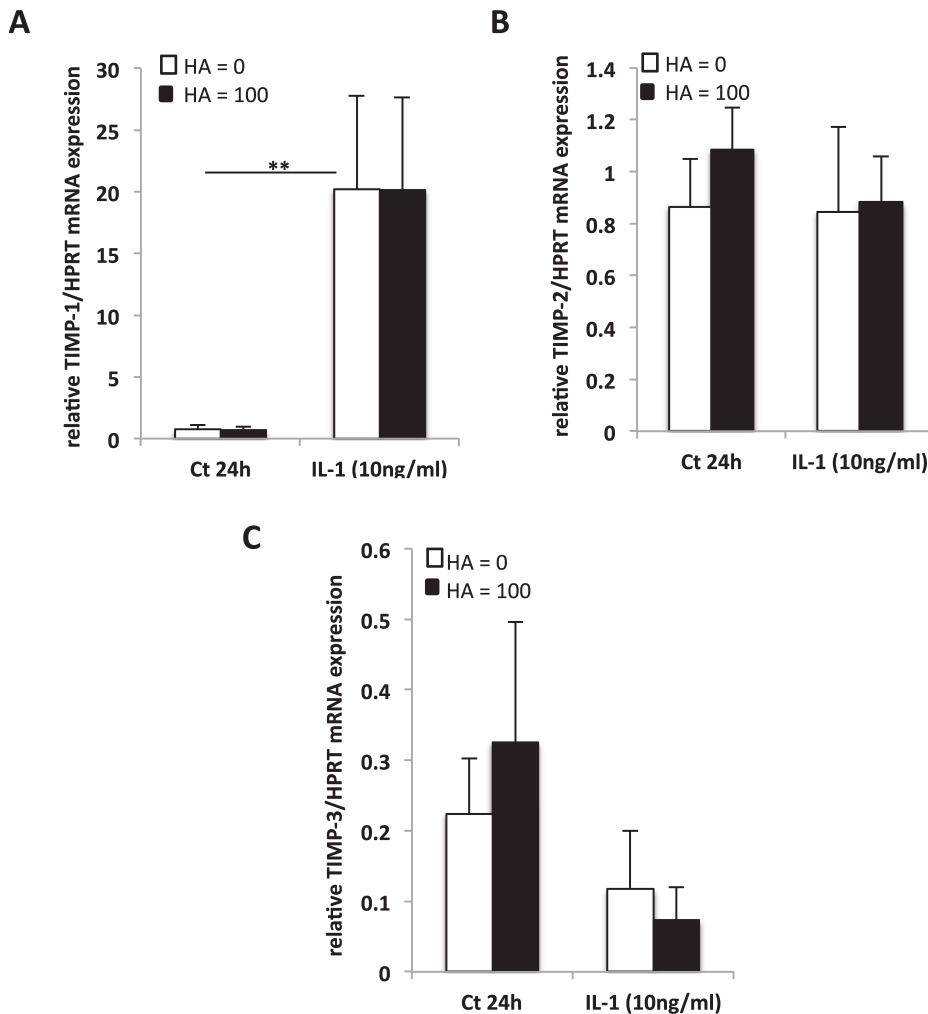 A
relative TIMP-1/HPRT mRNA expression
30
25
20
15
10
5
0
HA = 0
HA = 100
**
Ct 24h
IL-1 (10ng/ml)
B
relative TIMP-2/HPRT mRNA expression
1.4
1.2
1
0.8
0.6
0.4
0.2
0
HA = 0
HA = 100
Ct 24h
IL-1 (10ng/ml)
C
relative TIMP-3/HPRT mRNA expression
0.6
0.5
0.4
0.3
0.2
0.1
0
HA = 0
HA = 100
Ct 24h
IL-1 (10ng/ml)